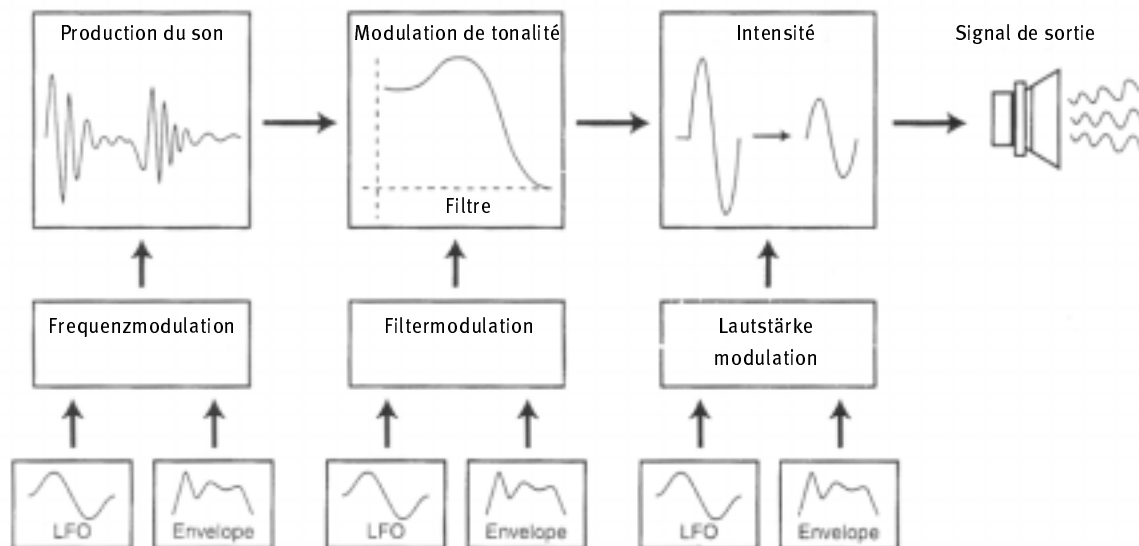 Production du son
Modulation de tonalité
Intensité
Signal de sortie
Filtre
Frequenzmodulation
Filtermodulation
Lautstärke
modulation
LFO
Envelope
LFO
Envelope
LFO
Envelope